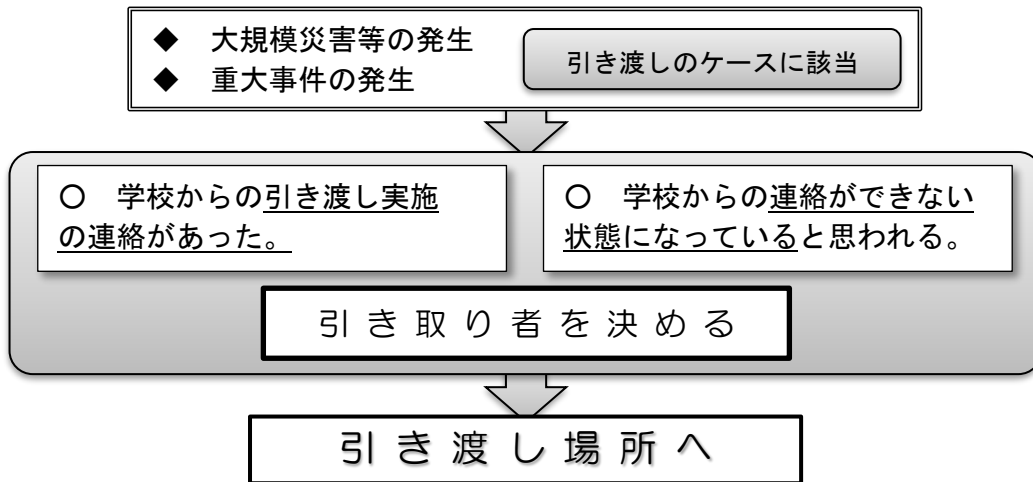 ◆ 大規模災害等の発生
◆ 重大事件の発生
引き渡しのケースに該当
〇 学校からの引き渡し実施
の連絡があった。
〇 学校からの連絡ができない
状態になっていると思われる。
引き取り者を決める
引き渡し場所へ